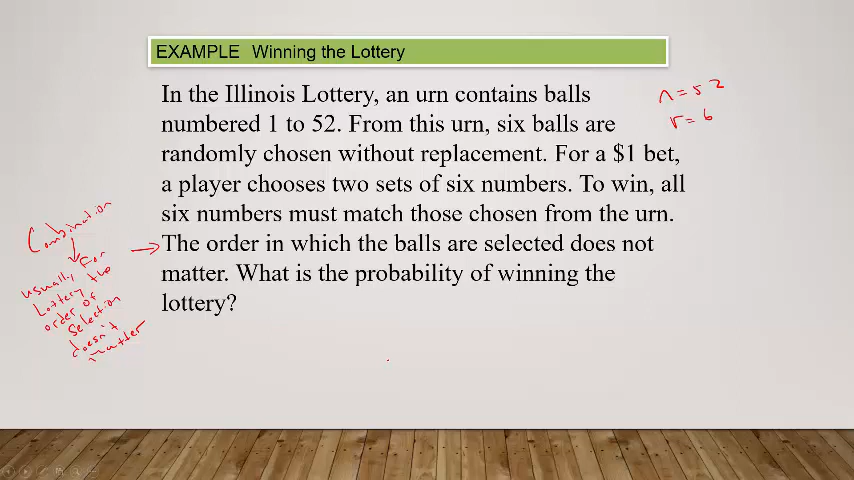 EXAMPLE Winning the Lottery
In the Illinois Lottery, an urn contains balls
numbered 1 to 52. From this urn, six balls are
randomly chosen without replacement. For a $1 bet,
a player chooses two sets of six numbers. To win, all
six numbers must match those chosen from the urn.
The order in which the balls are selected does not
matter. What is the probability of winning the
lottery?
n = 52
r = 6
Combination
usually for
Lottery the
order of
selection
doesn't
matter